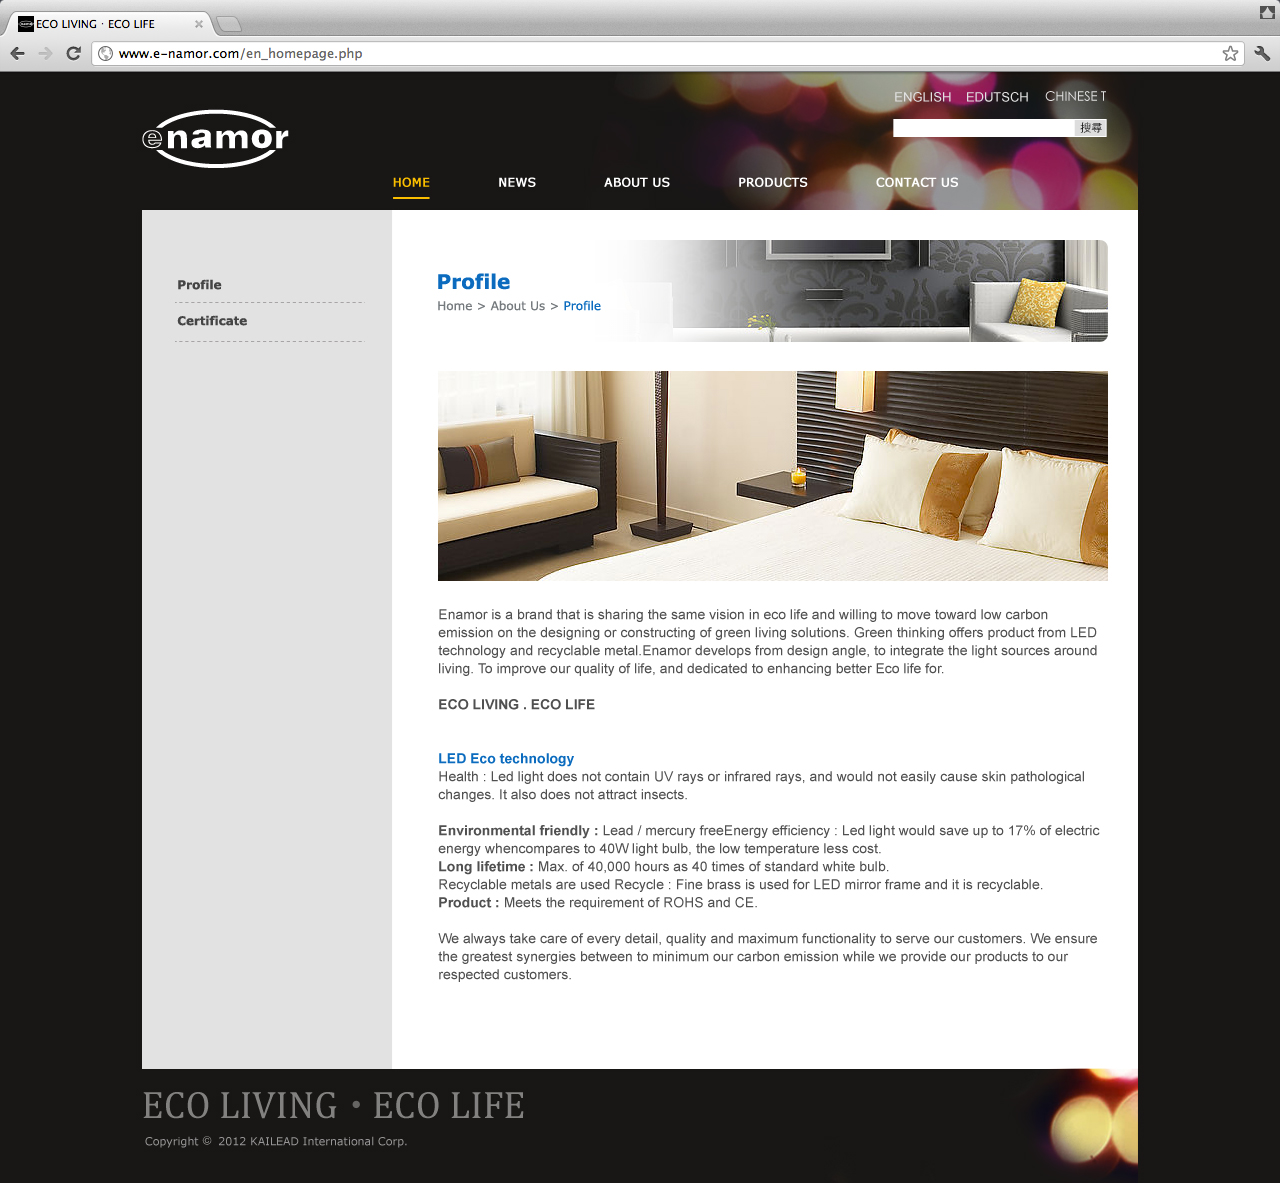 ECO LIVING · ECO LIFE
www.e-namor.com/en_homepage.php
ENGLISH EDUTSCH CHINESE T
enamor
搜尋
HOME NEWS ABOUT US PRODUCTS CONTACT US
Profile
Certificate
Profile
Home > About Us > Profile
Enamor is a brand that is sharing the same vision in eco life and willing to move toward low carbon
emission on the designing or constructing of green living solutions. Green thinking offers product from LED
technology and recyclable metal.Enamor develops from design angle, to integrate the light sources around
living. To improve our quality of life, and dedicated to enhancing better Eco life for.
ECO LIVING . ECO LIFE
LED Eco technology
Health : Led light does not contain UV rays or infrared rays, and would not easily cause skin pathological
changes. It also does not attract insects.
Environmental friendly : Lead / mercury freeEnergy efficiency : Led light would save up to 17% of electric
energy whencompares to 40W light bulb, the low temperature less cost.
Long lifetime : Max. of 40,000 hours as 40 times of standard white bulb.
Recyclable metals are used Recycle : Fine brass is used for LED mirror frame and it is recyclable.
Product : Meets the requirement of ROHS and CE.
We always take care of every detail, quality and maximum functionality to serve our customers. We ensure
the greatest synergies between to minimum our carbon emission while we provide our products to our
respected customers.
ECO LIVING · ECO LIFE
Copyright © 2012 KAILEAD International Corp.